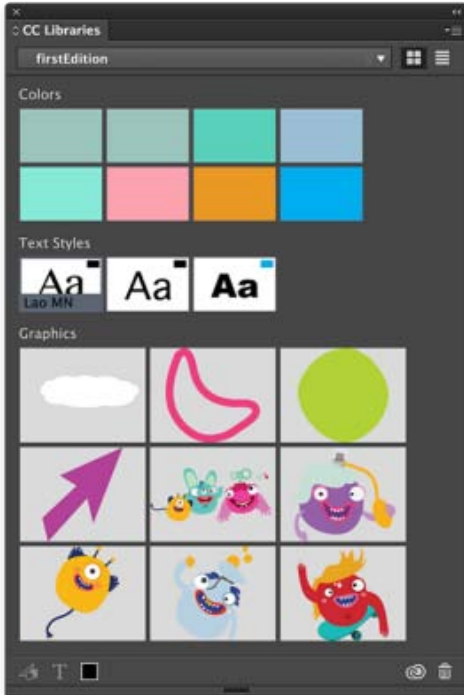 CC Libraries
firstEdition
Colors
Text Styles
Aa Aa Aa
Lao MN
Graphics
T